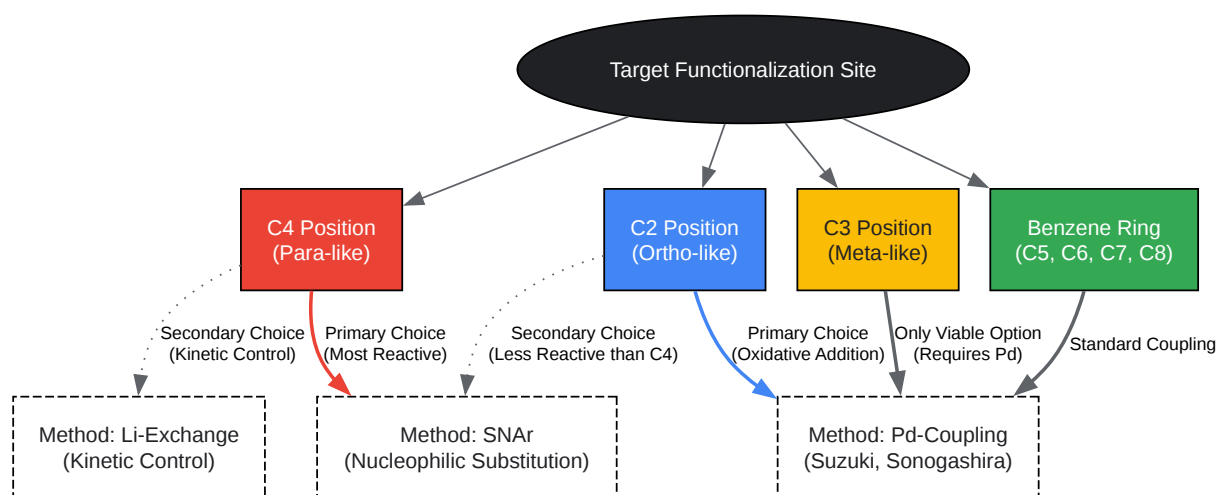 Target Functionalization Site
C4 Position
(Para-like)
C2 Position
(Ortho-like)
C3 Position
(Meta-like)
Benzene Ring
(C5, C6, C7, C8)
Secondary Choice
(Kinetic Control)
Primary Choice
(Most Reactive)
Secondary Choice
(Less Reactive than C4)
Primary Choice
(Oxidative Addition)
Only Viable Option
(Requires Pd)
Standard Coupling
Method: Li-Exchange
(Kinetic Control)
Method: SNAr
(Nucleophilic Substitution)
Method: Pd-Coupling
(Suzuki, Sonogashira)